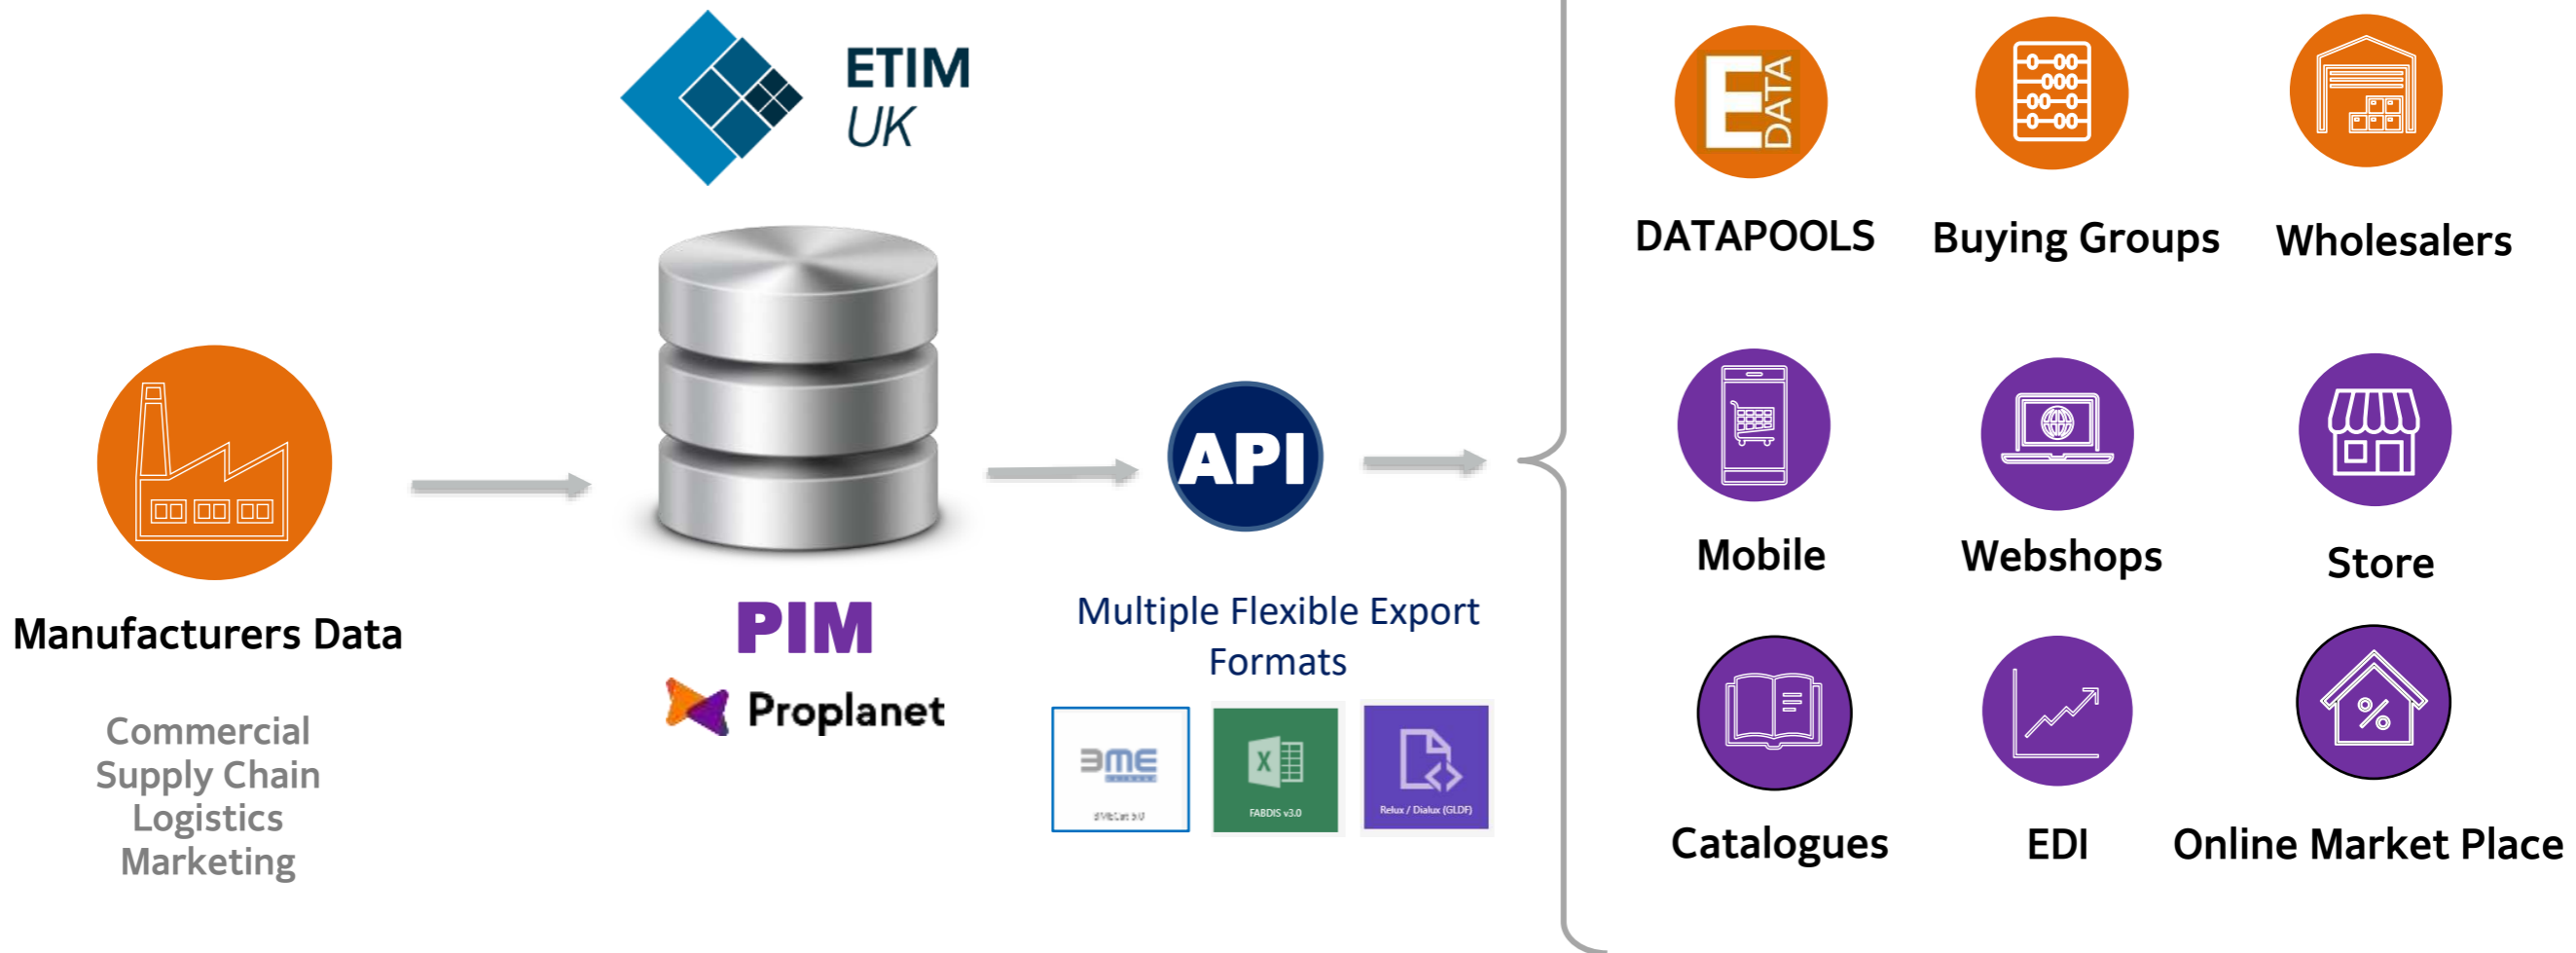 ETIM
UK
E
DATA
DATAPOOLS
Buying Groups
Wholesalers
Manufacturers Data
Commercial
Supply Chain
Logistics
Marketing
PIM
Proplanet
API
Multiple Flexible Export
Formats
BME
X
FABDIS v3.0
Relux / Dialux (GLDF)
Mobile
Webshops
Store
%
Catalogues
EDI
Online Market Place